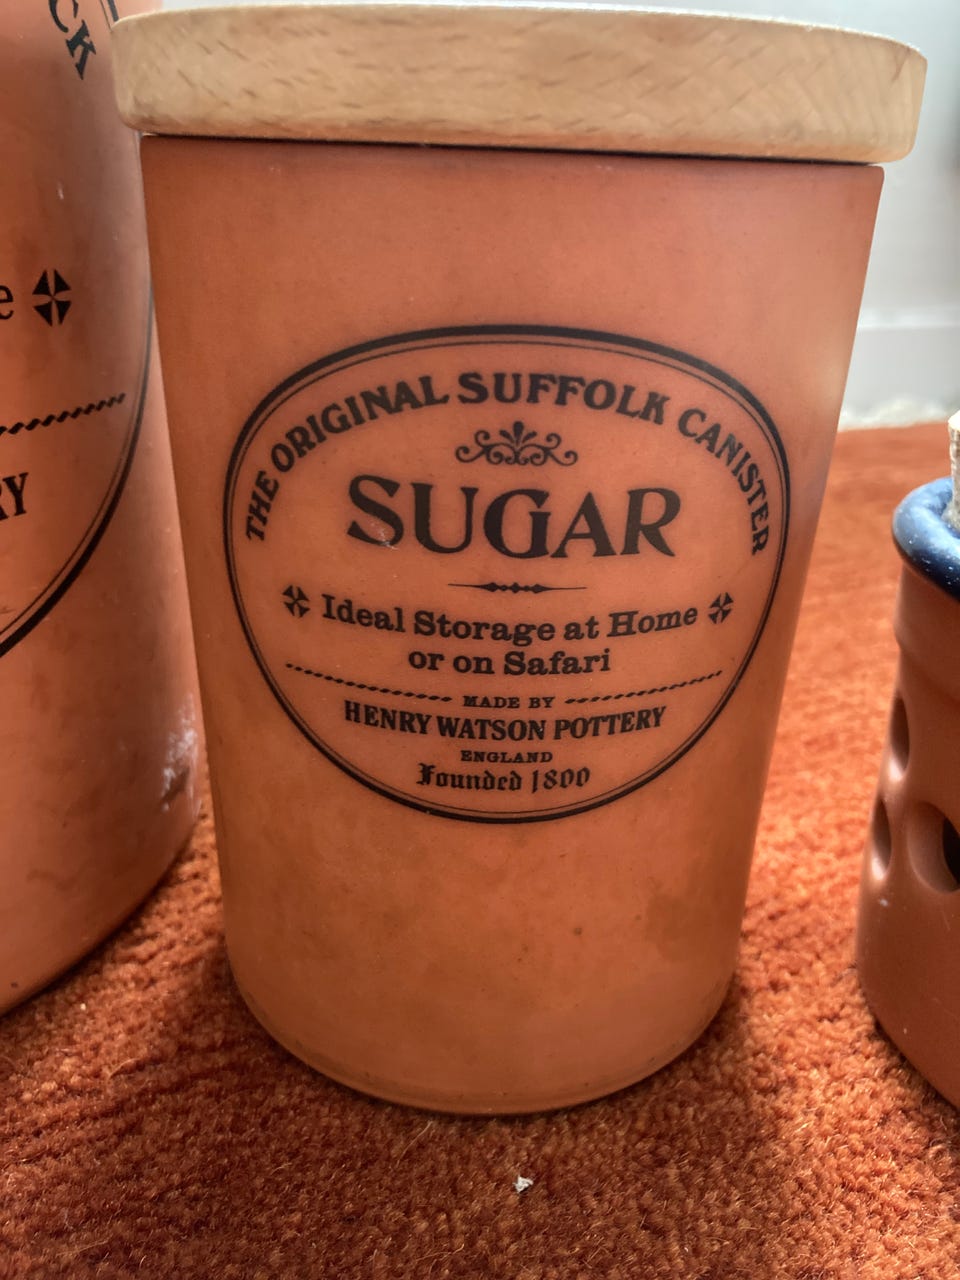 THE ORIGINAL SUFFOLK CANISTER
SUGAR
Ideal Storage at Home
or on Safari
MADE BY
HENRY WATSON POTTERY
ENGLAND
Founded 1800